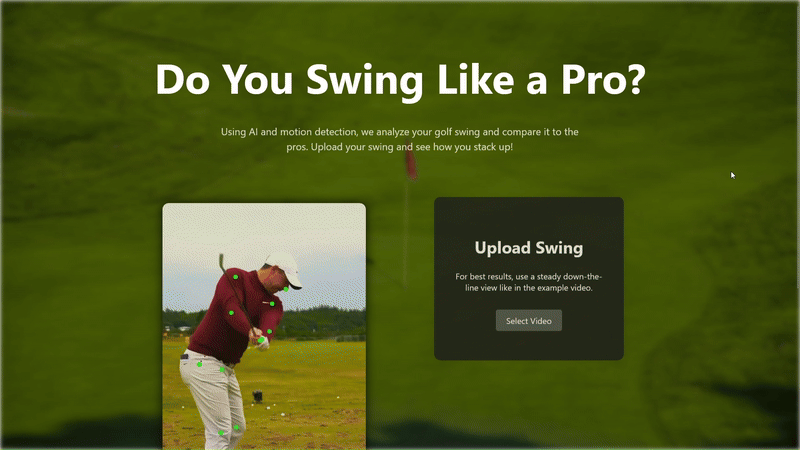 Do You Swing Like a Pro?
Using AI and motion detection, we analyze your golf swing and compare it to the
pros. Upload your swing and see how you stack up!
Upload Swing
For best results, use a steady down-the-
line view like in the example video.
Select Video